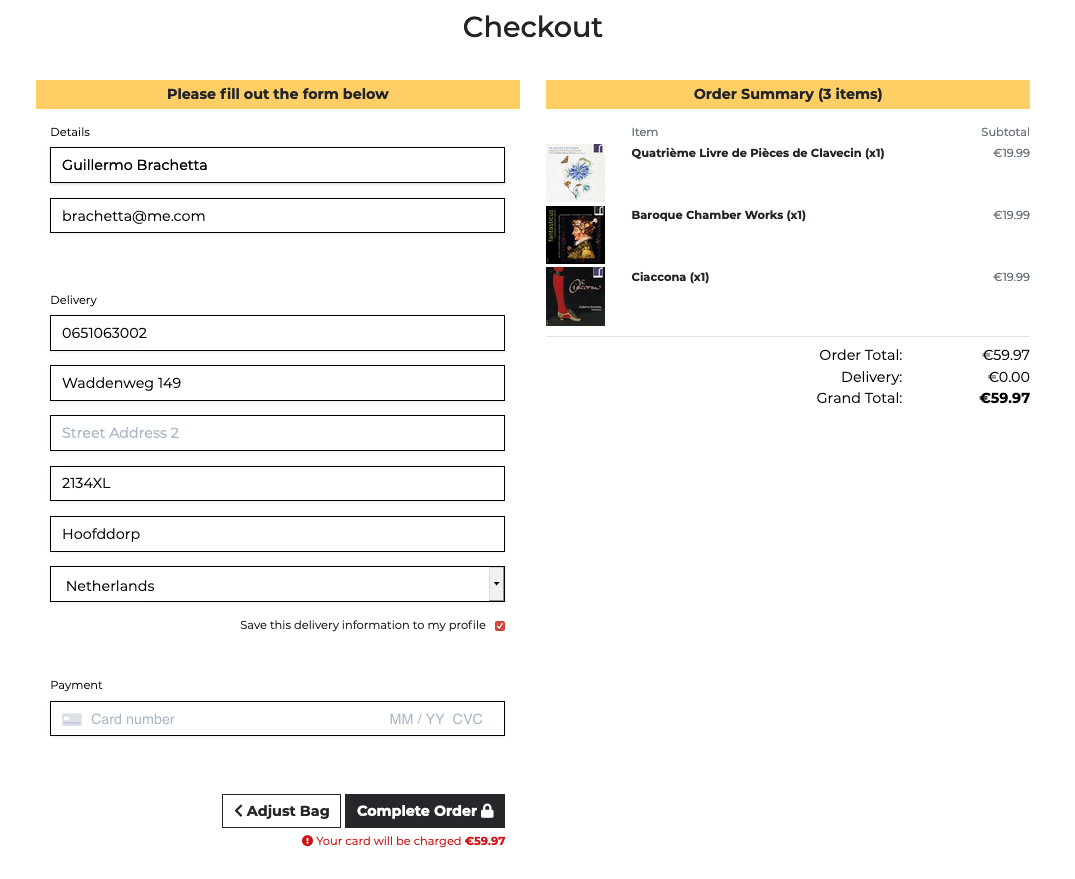 Checkout
Please fill out the form below
Details
Guillermo Brachetta
brachetta@me.com
Delivery
0651063002
Waddenweg 149
Street Address 2
2134XL
Hoofddorp
Netherlands
Save this delivery information to my profile
Payment
Card number MM / YY CVC
Adjust Bag Complete Order
Your card will be charged €59.97
Order Summary (3 items)
Item Subtotal
Quatrième Livre de Pièces de Clavecin (x1) €19.99
Baroque Chamber Works (x1) €19.99
fantasticus
Ciaccona (x1) €19.99
Order Total: €59.97
Delivery: €0.00
Grand Total: €59.97